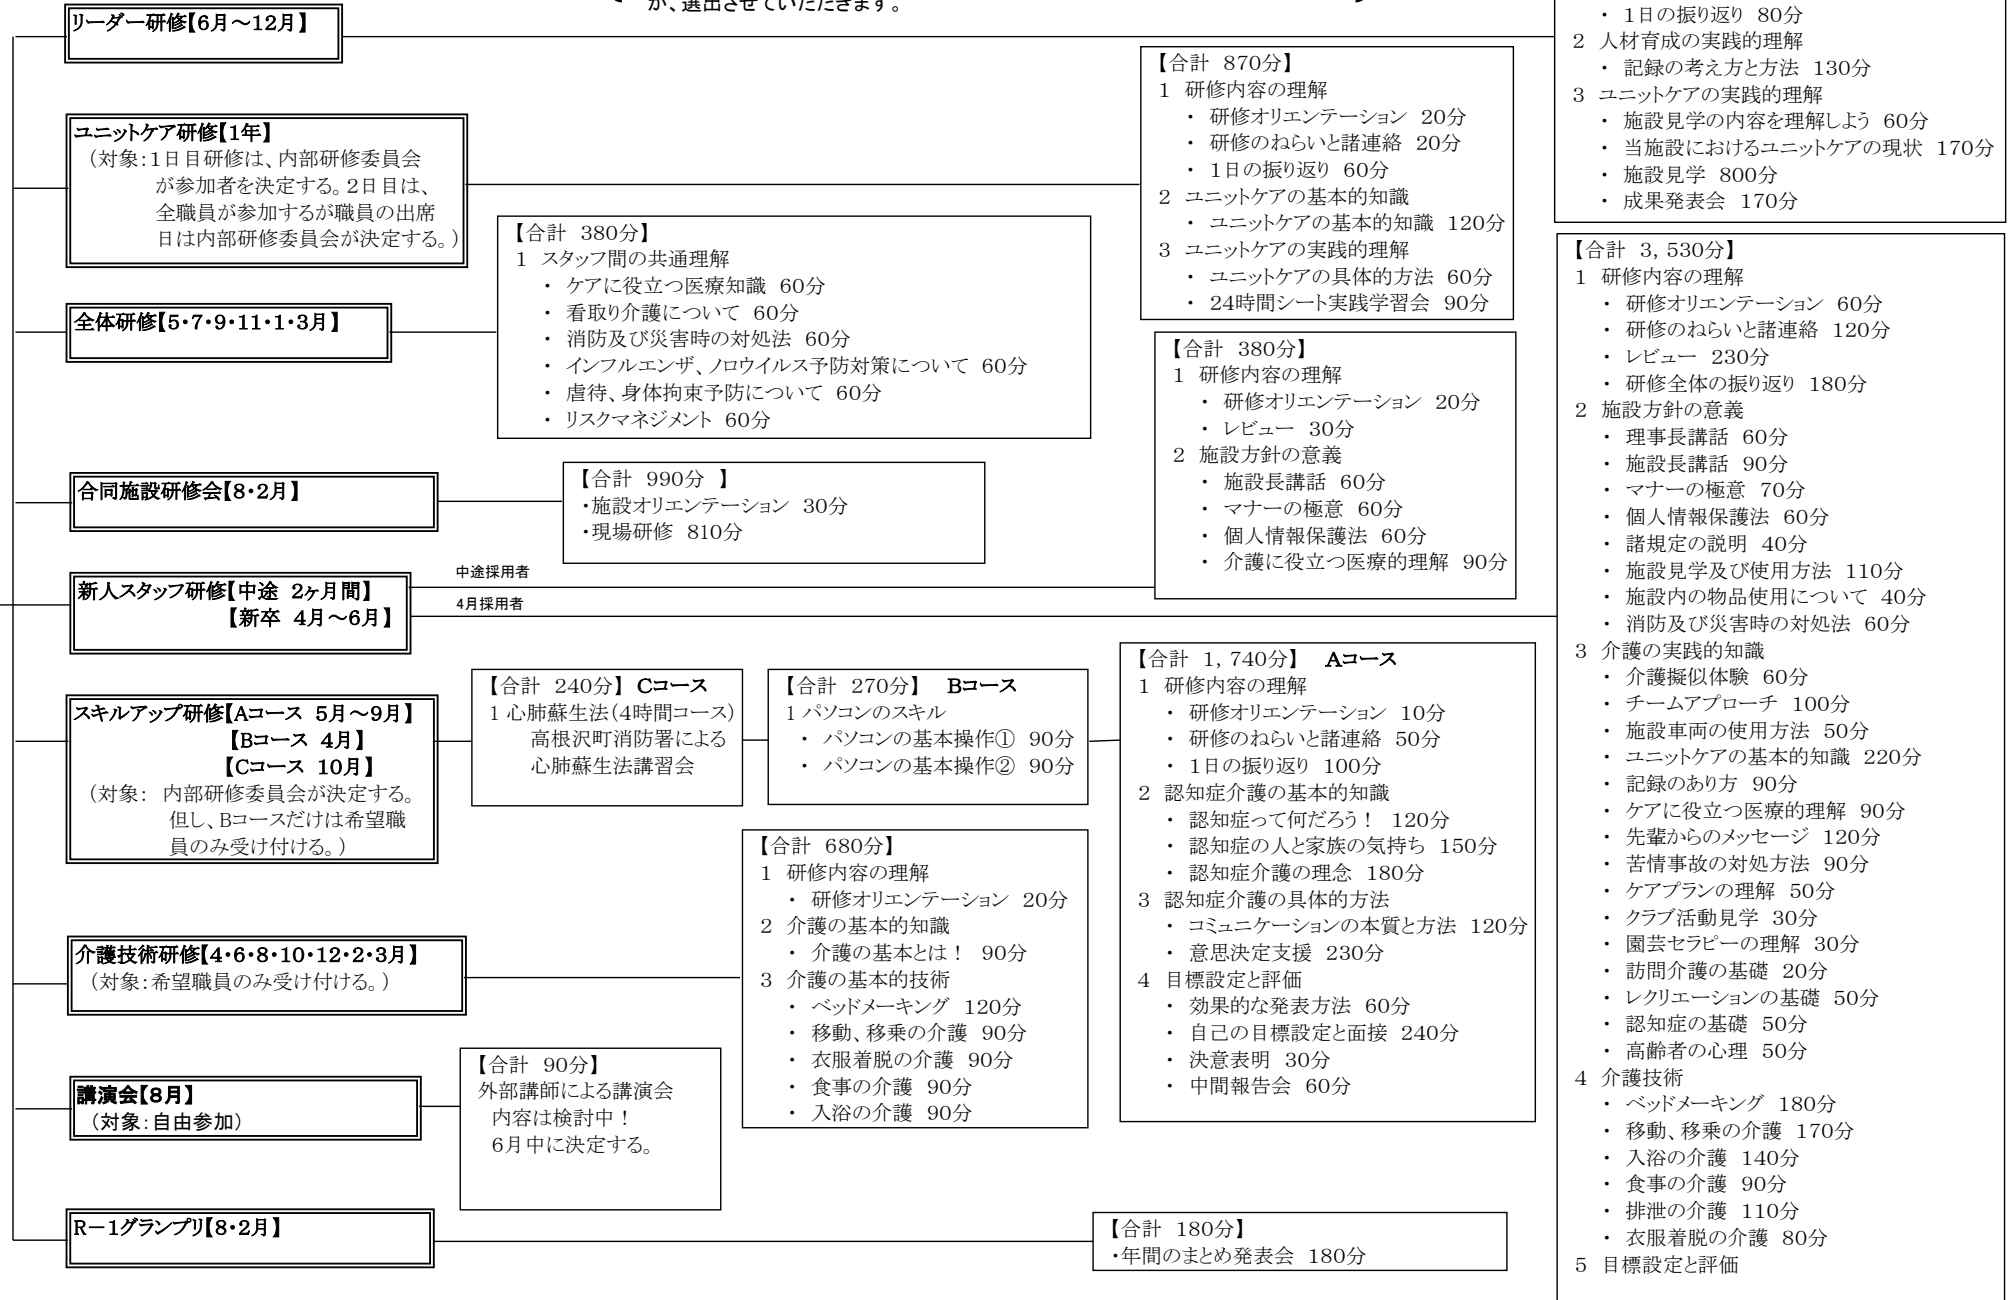 が、選出させていただきます。
リーダー研修【6月～12月】
・ 1日の振り返り 80分
2 人材育成の実践的理解
・ 記録の考え方と方法 130分
3 ユニットケアの実践的理解
・ 施設見学の内容を理解しよう 60分
・ 当施設におけるユニットケアの現状 170分
・ 施設見学 800分
・ 成果発表会 170分
ユニットケア研修【1年】
（対象：1日目研修は、内部研修委員会
が参加者を決定する。2日目は、
全職員が参加するが職員の出席
日は内部研修委員会が決定する。）
【合計 870分】
1 研修内容の理解
・ 研修オリエンテーション 20分
・ 研修のねらいと諸連絡 20分
・ 1日の振り返り 60分
2 ユニットケアの基本的知識
・ ユニットケアの基本的知識 120分
3 ユニットケアの実践的理解
・ ユニットケアの具体的方法 60分
・ 24時間シート実践学習会 90分
全体研修【5・7・9・11・1・3月】
【合計 380分】
1 スタッフ間の共通理解
・ ケアに役立つ医療知識 60分
・ 看取り介護について 60分
・ 消防及び災害時の対処法 60分
・ インフルエンザ、ノロウイルス予防対策について 60分
・ 虐待、身体拘束予防について 60分
・ リスクマネジメント 60分
合同施設研修会【8・2月】
【合計 990分 】
・施設オリエンテーション 30分
・現場研修 810分
新人スタッフ研修【中途 2ヶ月間】
【新卒 4月～6月】
中途採用者
4月採用者
【合計 380分】
1 研修内容の理解
・ 研修オリエンテーション 20分
・ レビュー 30分
2 施設方針の意義
・ 施設長講話 60分
・ マナーの極意 60分
・ 個人情報保護法 60分
・ 介護に役立つ医療的理解 90分
【合計 3,530分】
1 研修内容の理解
・ 研修オリエンテーション 60分
・ 研修のねらいと諸連絡 120分
・ レビュー 230分
・ 研修全体の振り返り 180分
2 施設方針の意義
・ 理事長講話 60分
・ 施設長講話 90分
・ マナーの極意 70分
・ 個人情報保護法 60分
・ 諸規定の説明 40分
・ 施設見学及び使用方法 110分
・ 施設内の物品使用について 40分
・ 消防及び災害時の対処法 60分
3 介護の実践的知識
・ 介護擬似体験 60分
・ チームアプローチ 100分
・ 施設車両の使用方法 50分
・ ユニットケアの基本的知識 220分
・ 記録のあり方 90分
・ ケアに役立つ医療的理解 90分
・ 先輩からのメッセージ 120分
・ 苦情事故の対処方法 90分
・ ケアプランの理解 50分
・ クラブ活動見学 30分
・ 園芸セラピーの理解 30分
・ 訪問介護の基礎 20分
・ レクリエーションの基礎 50分
・ 認知症の基礎 50分
・ 高齢者の心理 50分
4 介護技術
・ ベッドメーキング 180分
・ 移動、移乗の介護 170分
・ 入浴の介護 140分
・ 食事の介護 90分
・ 排泄の介護 110分
・ 衣服着脱の介護 80分
5 目標設定と評価
スキルアップ研修【Aコース 5月～9月】
【Bコース 4月】
【Cコース 10月】
（対象： 内部研修委員会が決定する。
但し、Bコースだけは希望職
員のみ受け付ける。）
【合計 240分】 Cコース
1 心肺蘇生法（4時間コース）
高根沢町消防署による
心肺蘇生法講習会
【合計 270分】 Bコース
1 パソコンのスキル
・ パソコンの基本操作① 90分
・ パソコンの基本操作② 90分
【合計 1,740分】 Aコース
1 研修内容の理解
・ 研修オリエンテーション 10分
・ 研修のねらいと諸連絡 50分
・ 1日の振り返り 100分
2 認知症介護の基本的知識
・ 認知症って何だろう！ 120分
・ 認知症の人と家族の気持ち 150分
・ 認知症介護の理念 180分
3 認知症介護の具体的方法
・ コミュニケーションの本質と方法 120分
・ 意思決定支援 230分
4 目標設定と評価
・ 効果的な発表方法 60分
・ 自己の目標設定と面接 240分
・ 決意表明 30分
・ 中間報告会 60分
介護技術研修【4・6・8・10・12・2・3月】
（対象：希望職員のみ受け付ける。）
【合計 680分】
1 研修内容の理解
・ 研修オリエンテーション 20分
2 介護の基本的知識
・ 介護の基本とは！ 90分
3 介護の基本的技術
・ ベッドメーキング 120分
・ 移動、移乗の介護 90分
・ 衣服着脱の介護 90分
・ 食事の介護 90分
・ 入浴の介護 90分
講演会【8月】
（対象：自由参加）
【合計 90分】
外部講師による講演会
内容は検討中！
6月中に決定する。
R－1グランプリ【8・2月】
【合計 180分】
・年間のまとめ発表会 180分